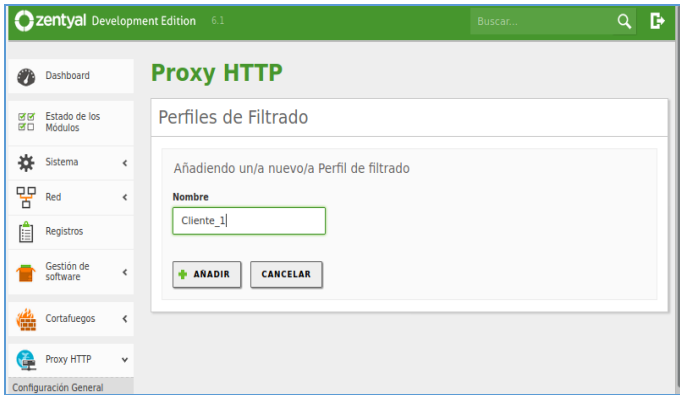 zentyal Development Edition 6.1
Buscar...
Dashboard
Estado de los
Módulos
Sistema
Red
Registros
Gestión de
software
Cortafuegos
Proxy HTTP
Configuración General
Proxy HTTP
Perfiles de Filtrado
Añadiendo un/a nuevo/a Perfil de filtrado
Nombre
Cliente_1
AÑADIR
CANCELAR